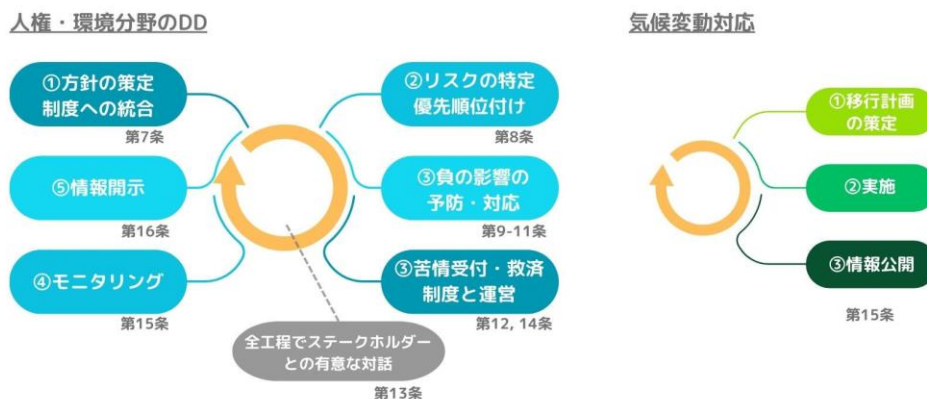 人権・環境分野のDD
①方針の策定
制度への統合
第7条
②リスクの特定
優先順位付け
第8条
⑤情報開示
第16条
③負の影響の
予防・対応
第9-11条
④モニタリング
第15条
③苦情受付・救済
制度と運営
第12, 14条
全工程でステークホルダー
との有意な対話
第13条
気候変動対応
①移行計画
の策定
②実施
③情報公開
第15条